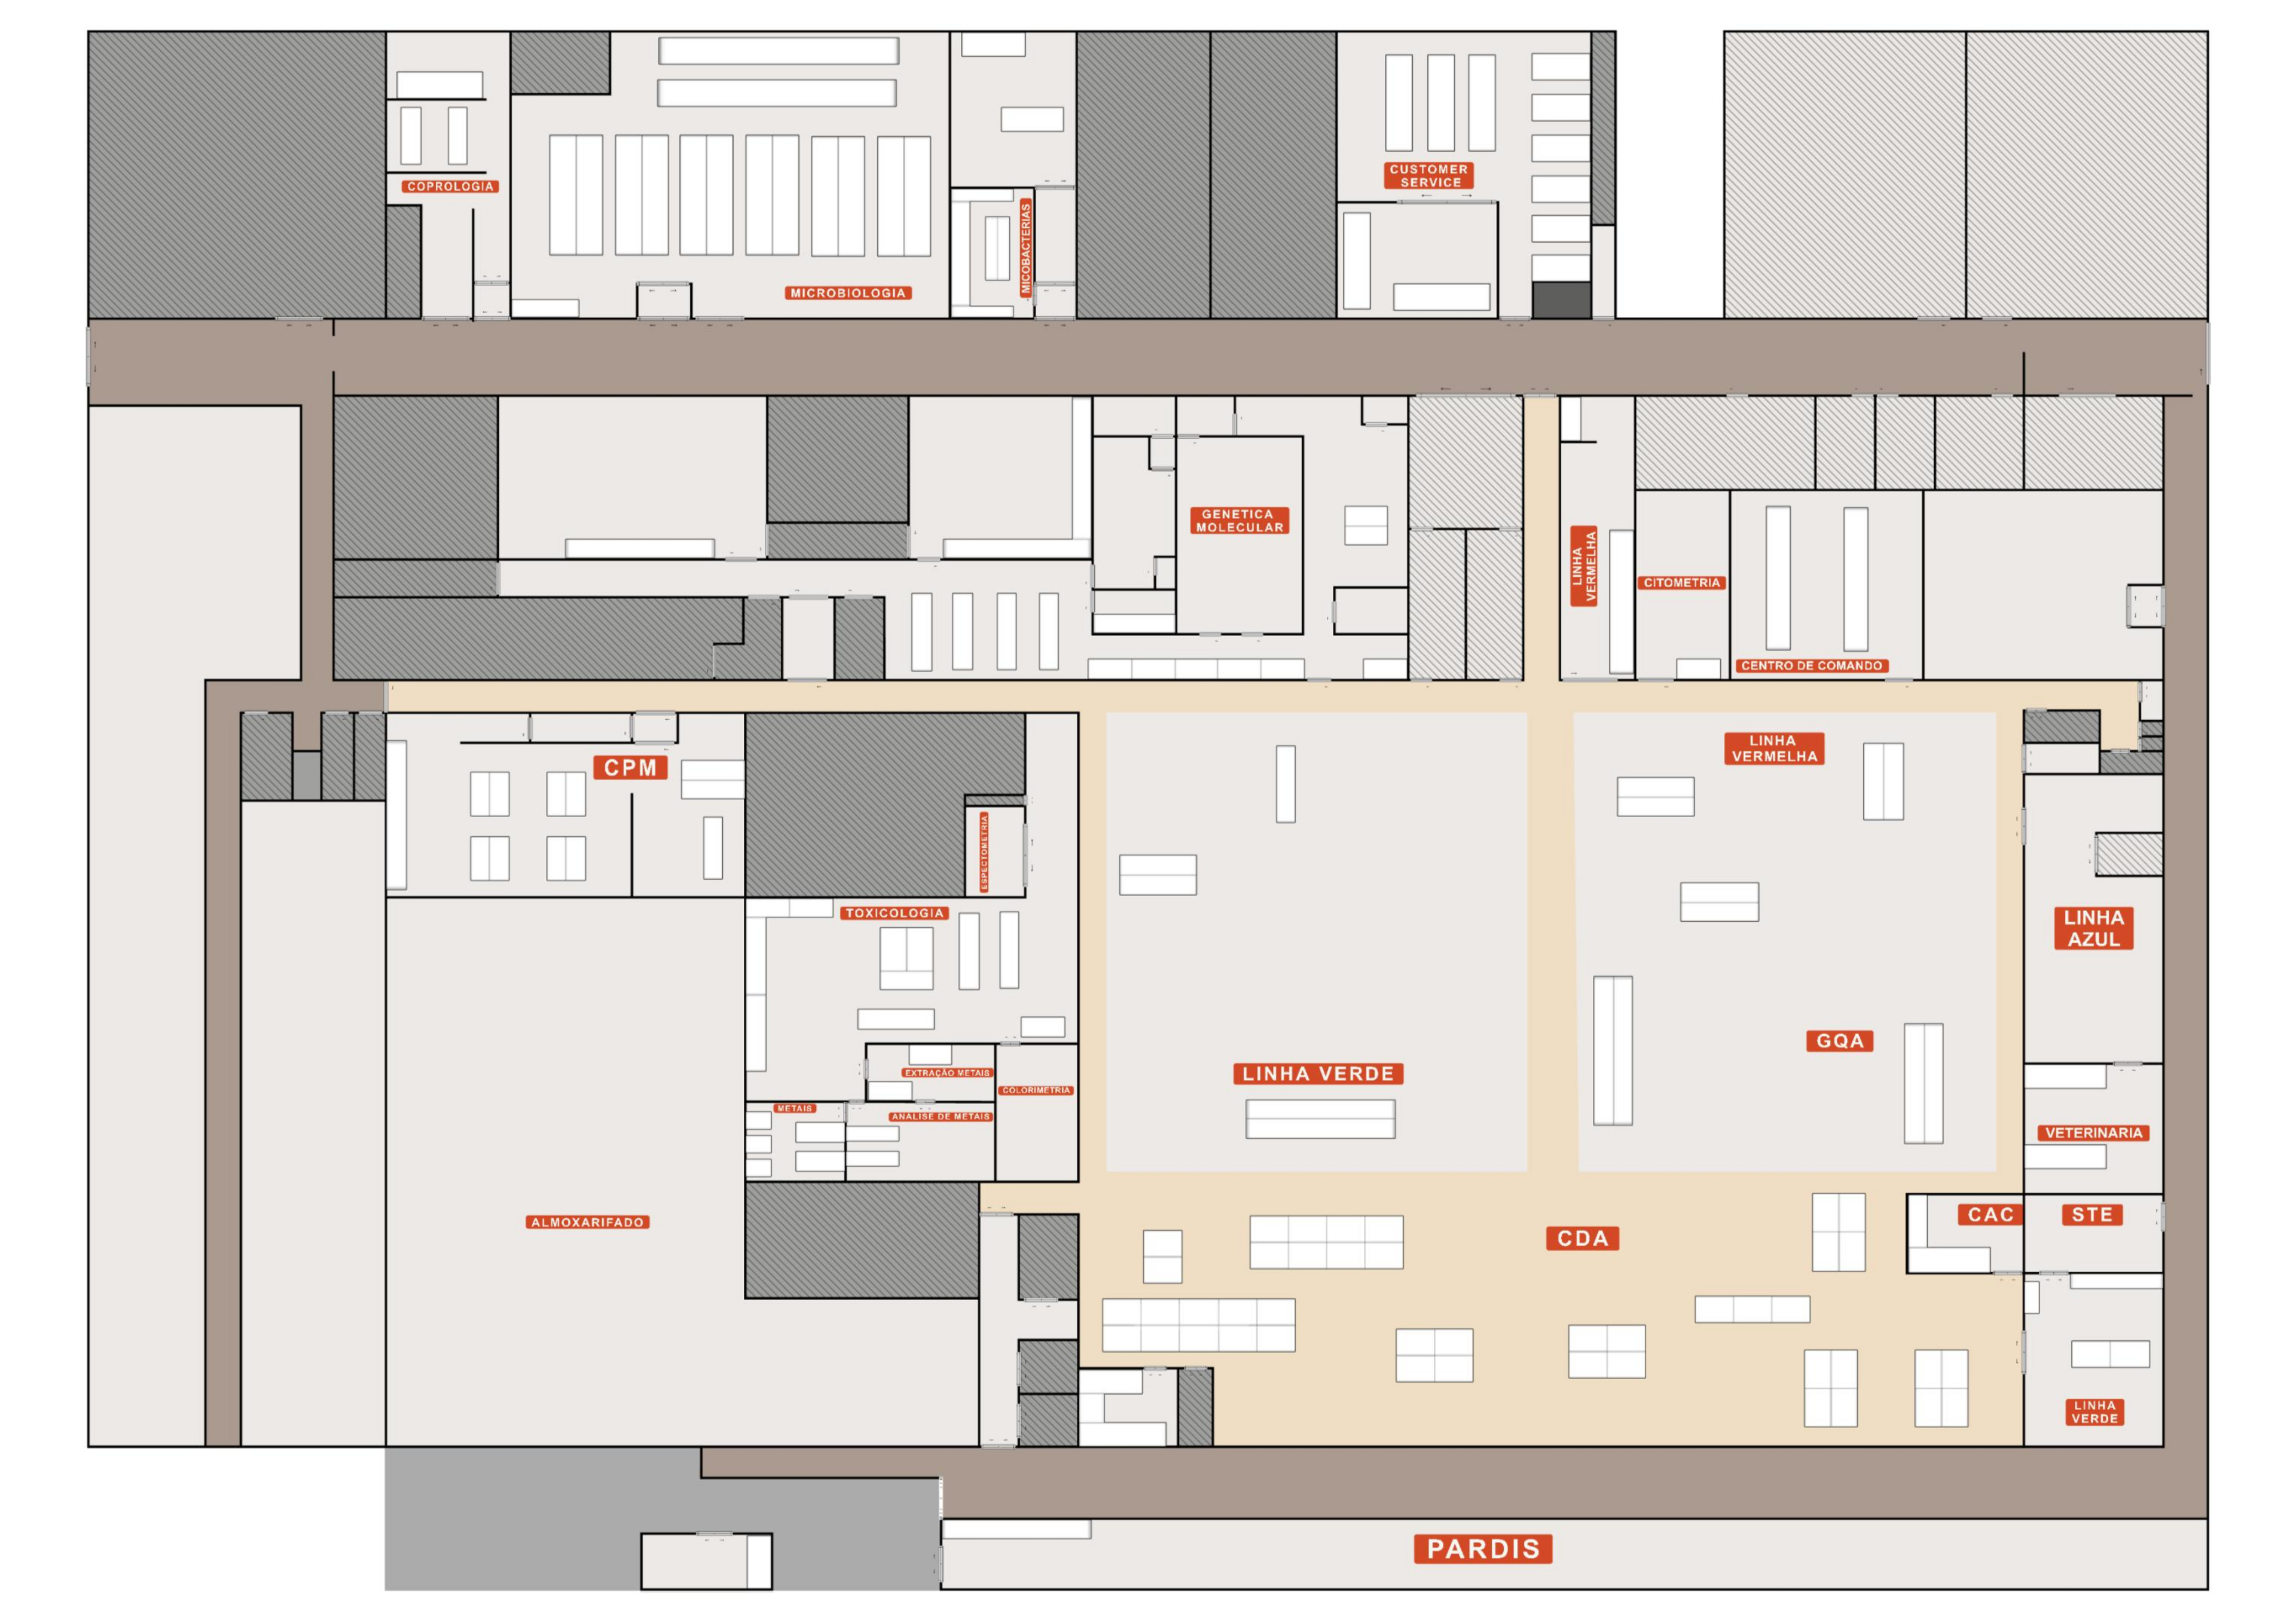 COPROLOGIA
MICROBIOLOGIA
MICOBACTERIAS
CUSTOMER
SERVICE
GENETICA
MOLECULAR
LINHA
VERMELHA
CITOMETRIA
CENTRO DE COMANDO
CPM
ESPECTOMETRIA
LINHA
VERMELHA
TOXICOLOGIA
LINHA
AZUL
GQA
LINHA VERDE
EXTRAÇÃO METAIS
COLORIMETRIA
METAIS
ANALISE DE METAIS
VETERINARIA
ALMOXARIFADO
CDA
CAC
STE
LINHA
VERDE
PARDIS